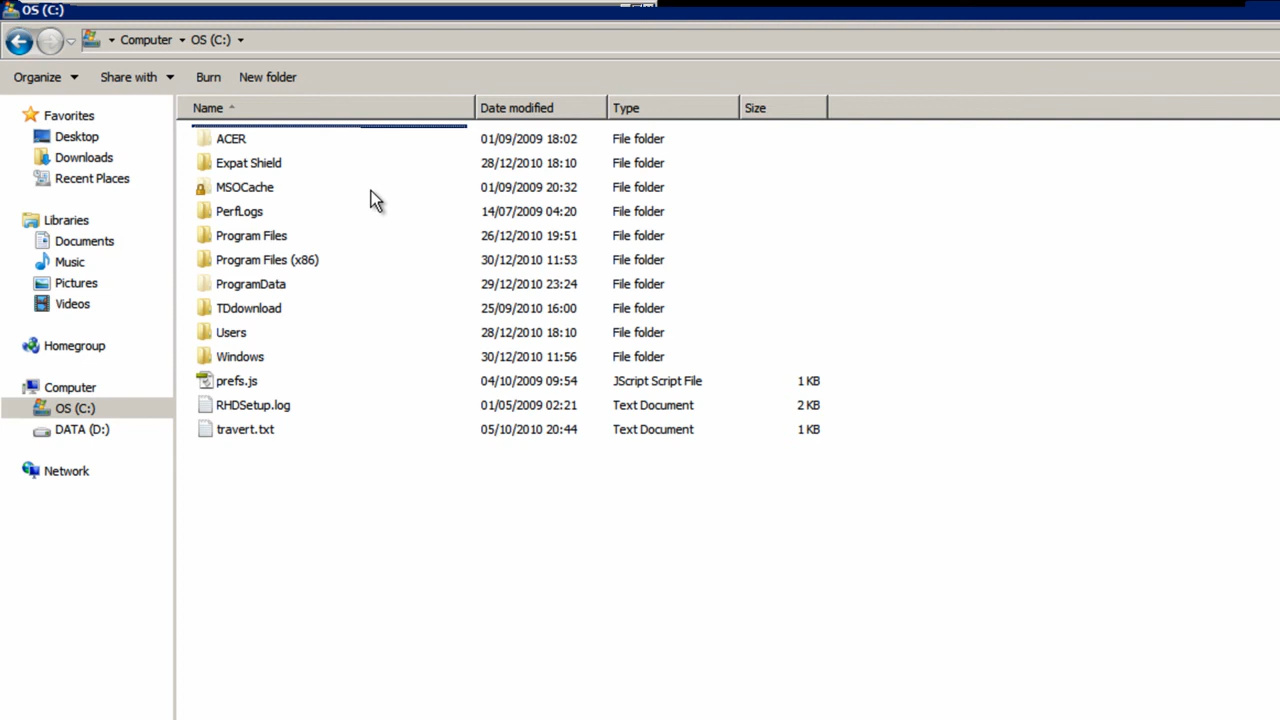 OS (C:)
Computer OS (C:)
Organize Share with Burn New folder
Name Date modified Type Size
Favorites
Desktop
Downloads
Recent Places
Libraries
Documents
Music
Pictures
Videos
Homegroup
Computer
OS (C:)
DATA (D:)
Network
ACER 01/09/2009 18:02 File folder
Expat Shield 28/12/2010 18:10 File folder
MSOCache 01/09/2009 20:32 File folder
PerfLogs 14/07/2009 04:20 File folder
Program Files 26/12/2010 19:51 File folder
Program Files (x86) 30/12/2010 11:53 File folder
ProgramData 29/12/2010 23:24 File folder
TDdownload 25/09/2010 16:00 File folder
Users 28/12/2010 18:10 File folder
Windows 30/12/2010 11:56 File folder
prefs.js 04/10/2009 09:54 JScript Script File 1 KB
RHDSetup.log 01/05/2009 02:21 Text Document 2 KB
travert.txt 05/10/2010 20:44 Text Document 1 KB